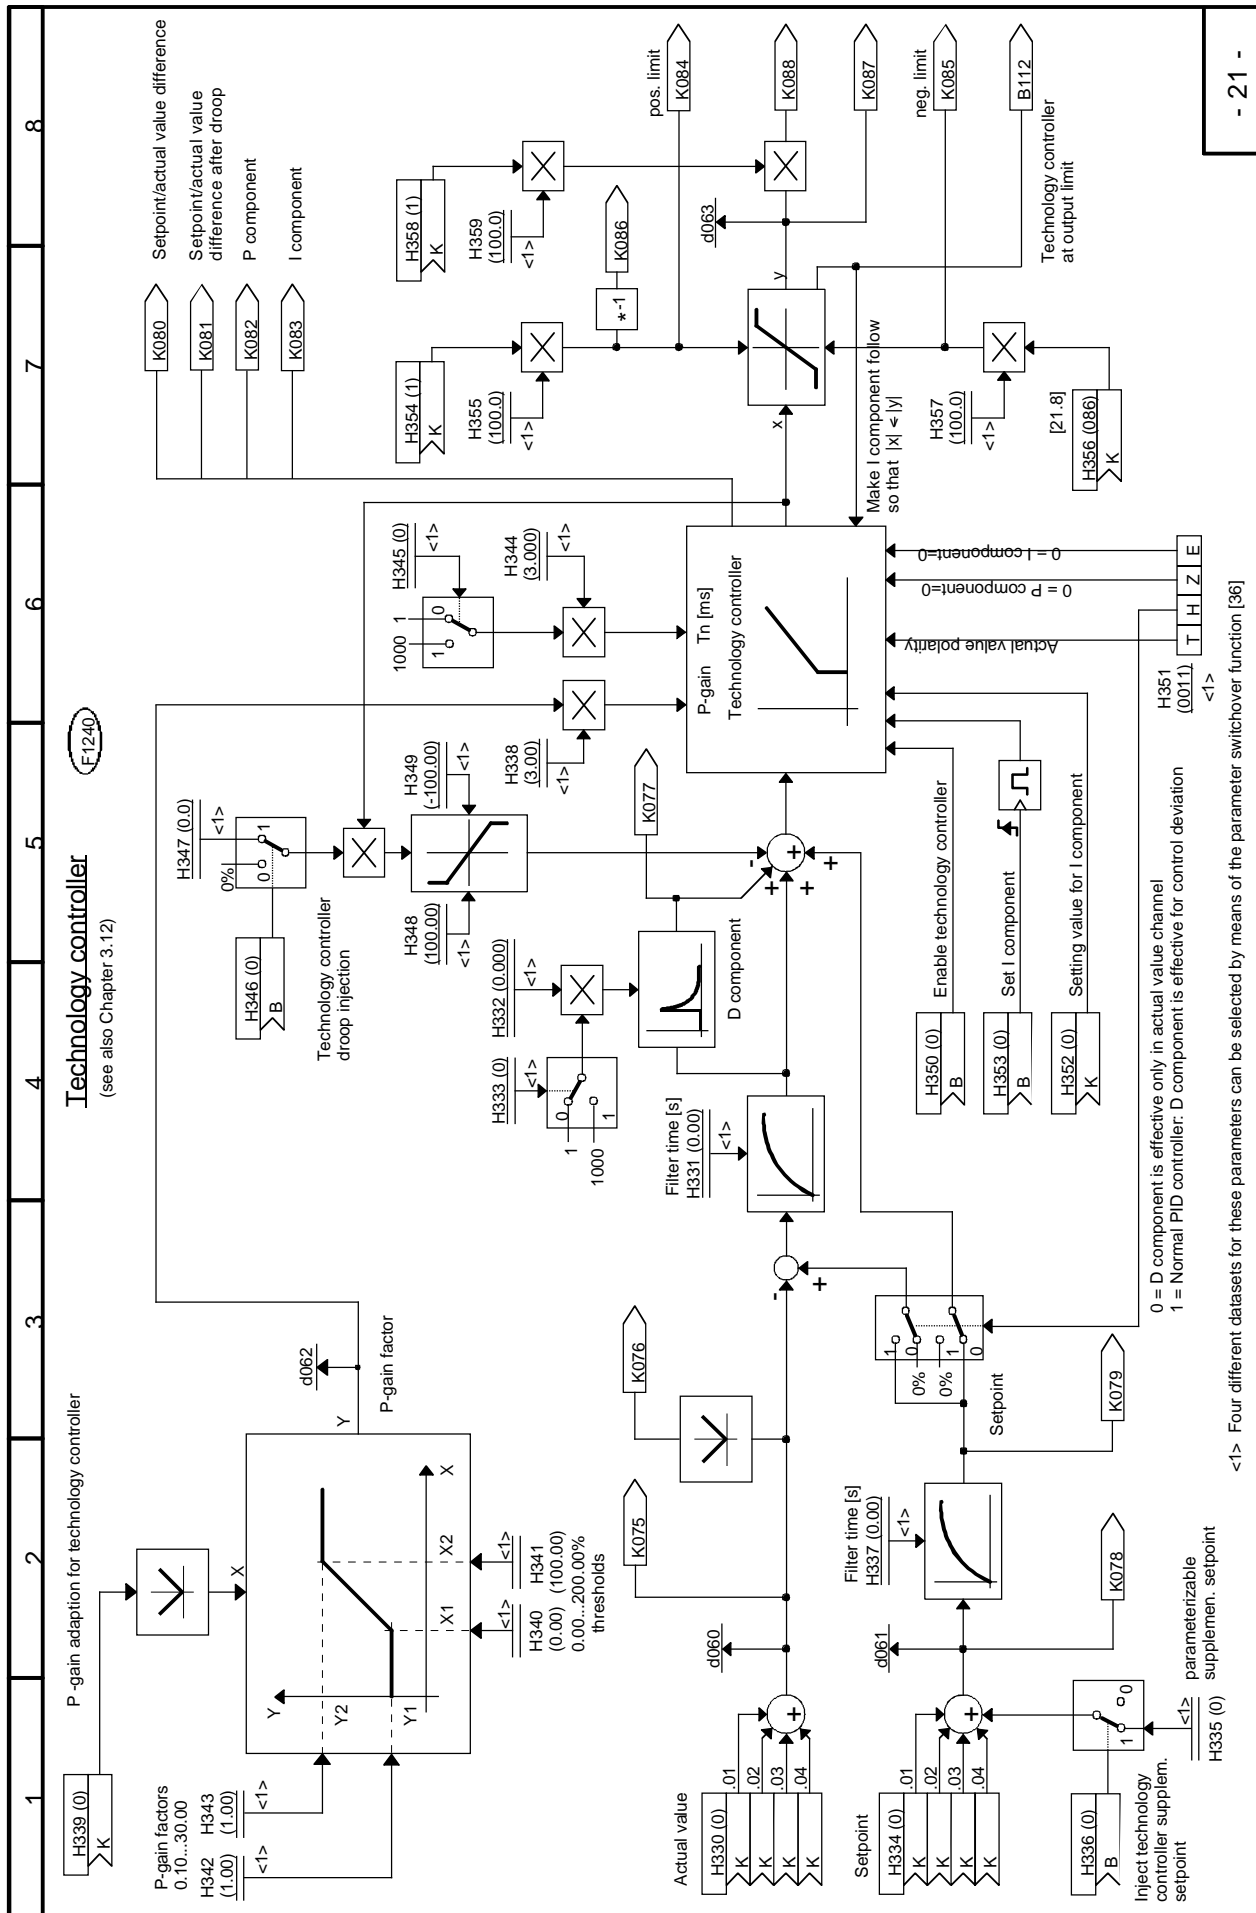 1
2
3
4
5
6
7
8
Technology controller
(see also Chapter 3.12)
F1240
P -gain adaption for technology controller
H339 (0)
K
X
Y
Y2
Y1
X
X1
X2
P-gain factors
0.10...30.00
H342
(1.00)
<1>
H343
(1.00)
<1>
<1>
<1>
H340
(0.00)
H341
(100.00)
0.00...200.00%
thresholds
Y
d062
P-gain factor
H346 (0)
B
Technology controller
droop injection
H347 (0.0)
<1>
0%
0
1
H348
(100.00)
<1>
H349
(-100.00)
<1>
H338
(3.00)
<1>
1000
1
1
0
H345 (0)
<1>
H344
(3.000)
<1>
H333 (0)
<1>
0
1
1
1000
H332 (0.000)
<1>
D component
K077
P-gain
Tn [ms]
Technology controller
K080
Setpoint/actual value difference
K081
Setpoint/actual value
difference after droop
K082
P component
K083
I component
H354 (1)
K
H355
(100.0)
<1>
H358 (1)
K
H359
(100.0)
<1>
*-1
K086
pos. limit
K084
K088
K087
neg. limit
K085
B112
d063
x
y
Technology controller
at output limit
Make I component follow
so that |x| < |y|
H357
(100.0)
<1>
[21.8]
H356 (086)
K
Actual value
H330 (0)
K
K
K
K
.01
.02
.03
.04
+
d060
K075
K076
-
+
Filter time [s]
H331 (0.00)
<1>
-
+
+
+
+
Setpoint
H334 (0)
K
K
K
K
.01
.02
.03
.04
+
d061
K078
Filter time [s]
H337 (0.00)
<1>
K079
Setpoint
1
0
0%
0%
1
0
H336 (0)
B
Inject technology
controller supplem.
setpoint
1
0
<1>
H335 (0)
parameterizable
supplemen. setpoint
H350 (0)
B
Enable technology controller
H353 (0)
B
Set I component
H352 (0)
K
Setting value for I component
Actual value polarity
0 = P component=0
0 = I component=0
T H Z E
H351
(0011)
<1>
0 = D component is effective only in actual value channel
1 = Normal PID controller: D component is effective for control deviation
<1> Four different datasets for these parameters can be selected by means of the parameter switchover function [36]
- 21 -